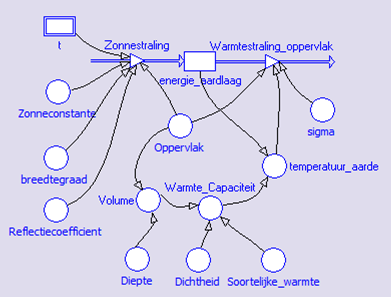 t
Zonnestraling
Warmtestraling_oppervlak
energie_aardlaag
Zonneconstante
sigma
Oppervlak
breedtegraad
temperatuur_aarde
Warmte_Capaciteit
Volume
Reflectiecoefficient
Diepte
Dichtheid
Soortelijke_warmte